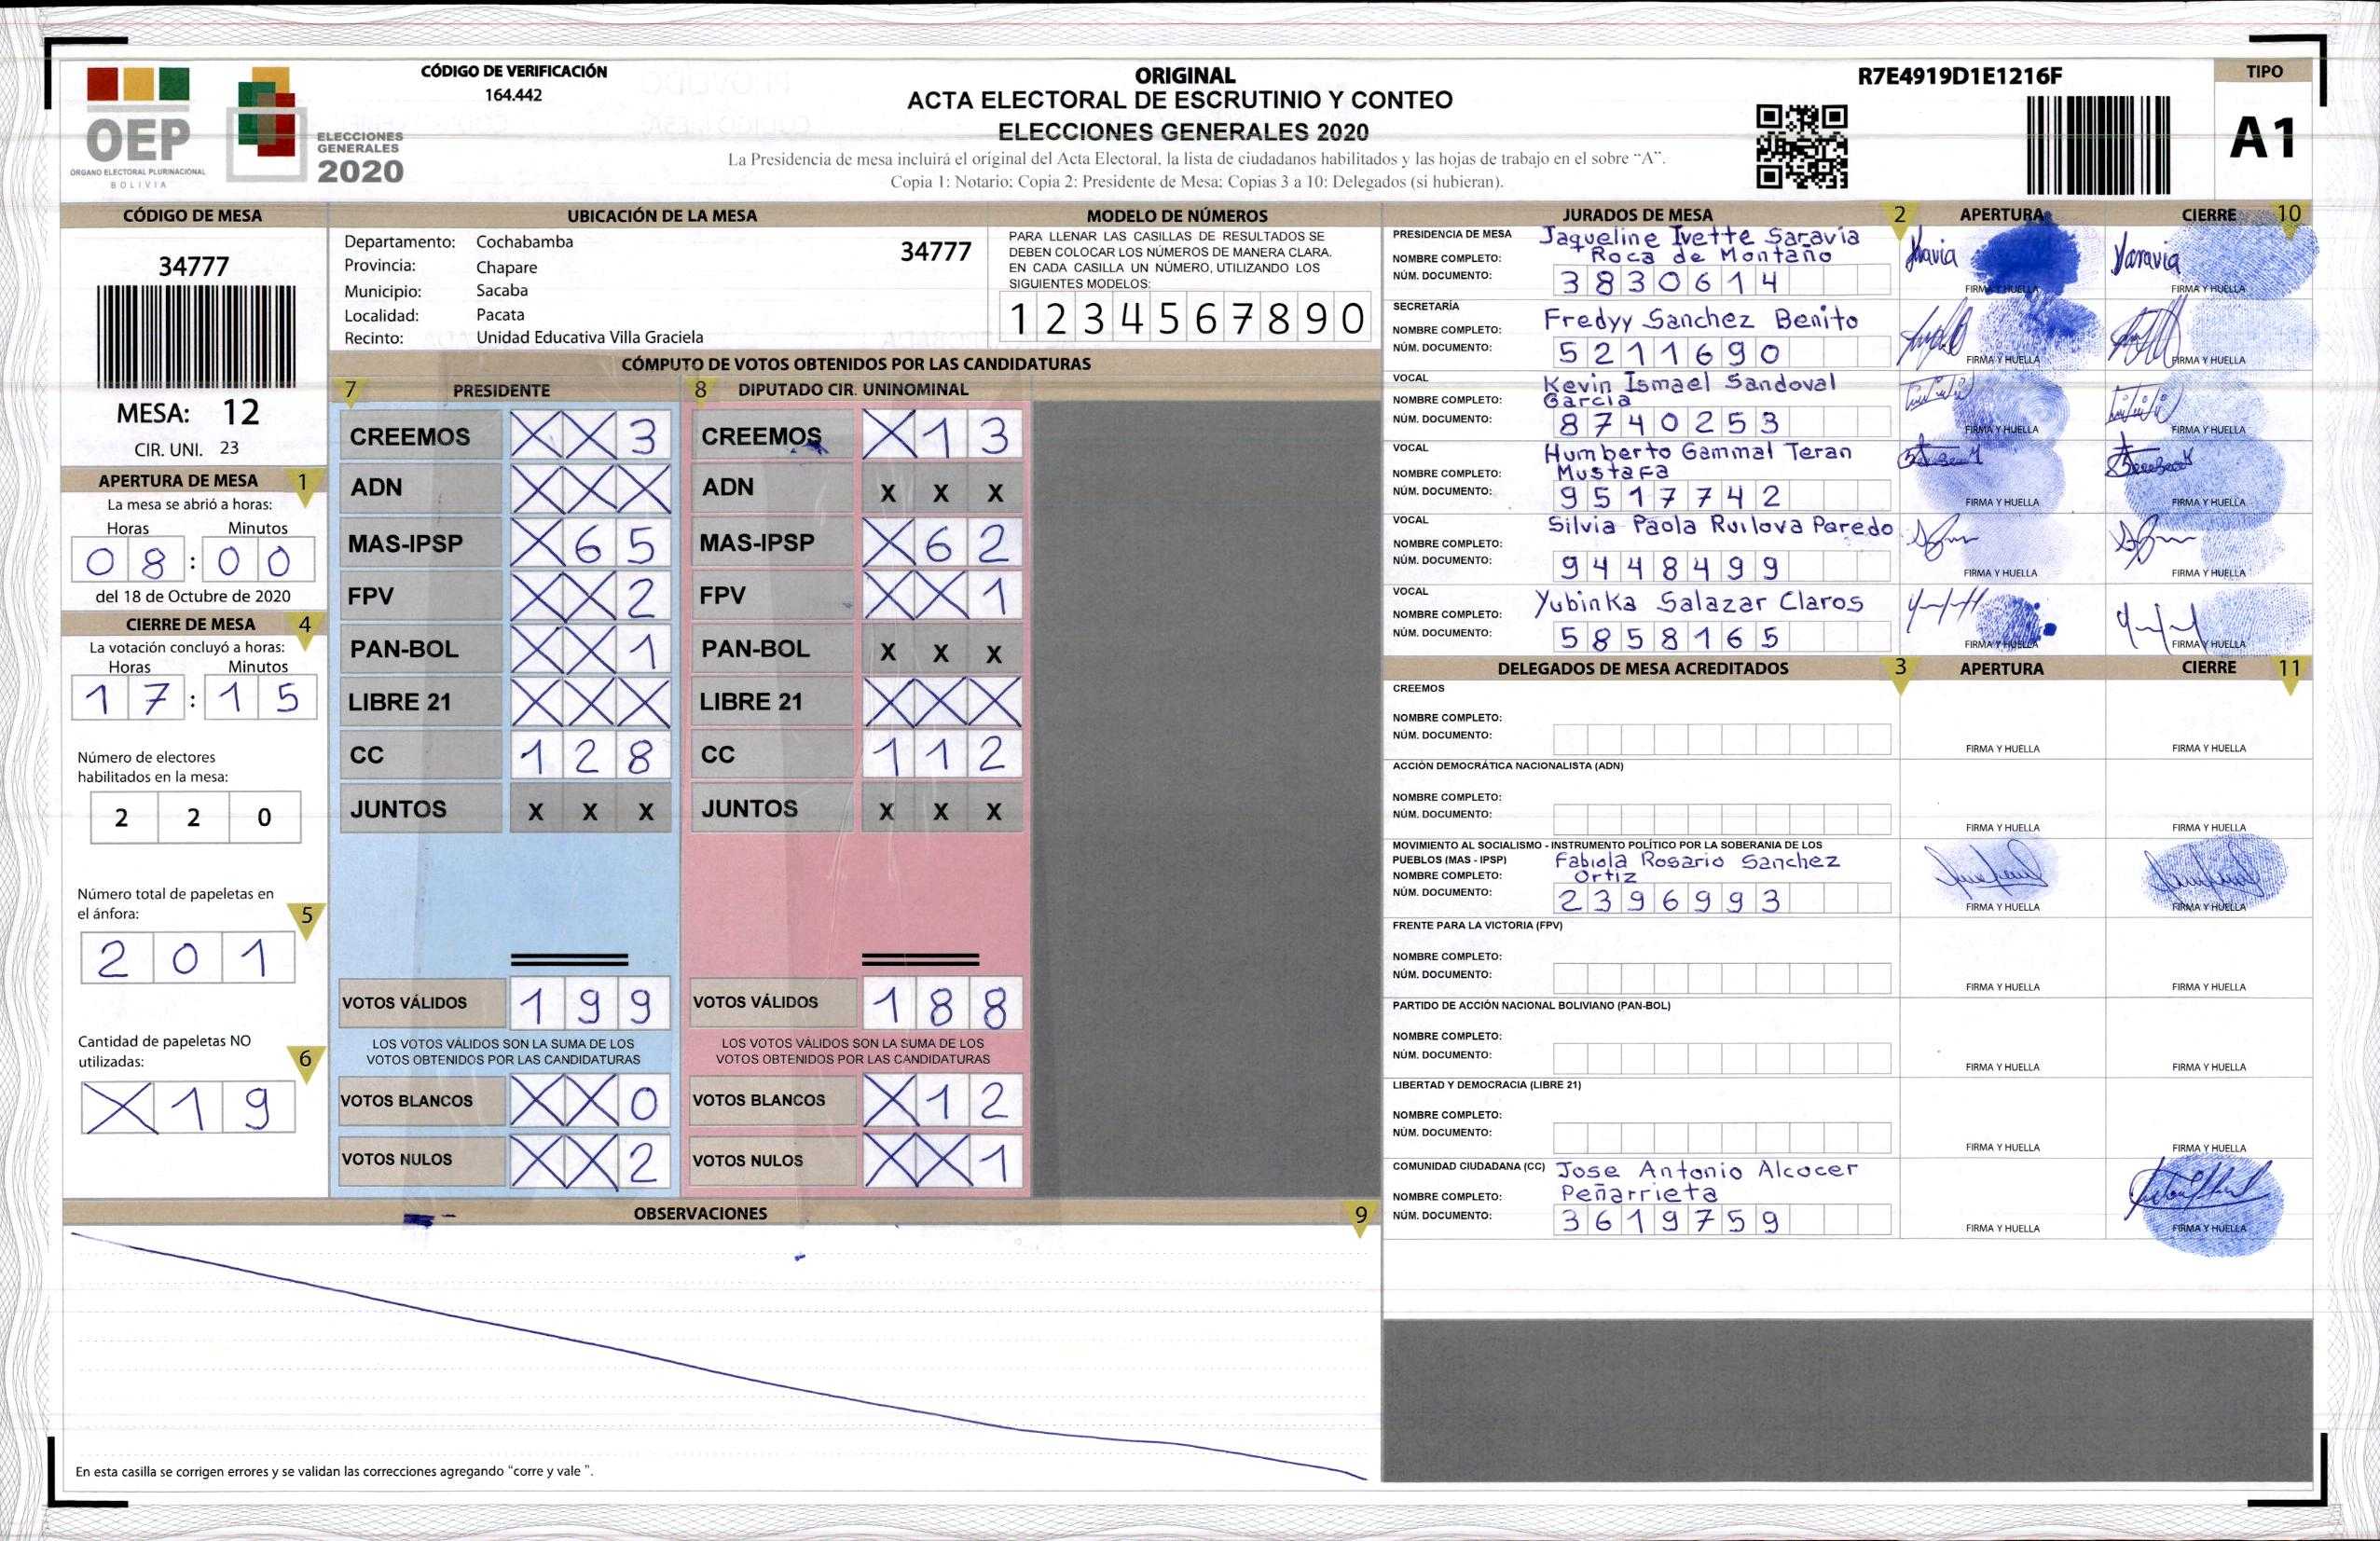 OEP
ÓRGANO ELECTORAL PLURINACIONAL
BOLIVIA
ELECCIONES
GENERALES
2020
CÓDIGO DE VERIFICACIÓN
164.442
ORIGINAL
ACTA ELECTORAL DE ESCRUTINIO Y CONTEO
ELECCIONES GENERALES 2020
La Presidencia de mesa incluirá el original del Acta Electoral, la lista de ciudadanos habilitados y las hojas de trabajo en el sobre "A".
Copia 1: Notario; Copia 2: Presidente de Mesa; Copias 3 a 10: Delegados (si hubieran).
R7E4919D1E1216F
TIPO
A1
CÓDIGO DE MESA
34777
MESA: 12
CIR. UNI. 23
APERTURA DE MESA 1
La mesa se abrió a horas:
Horas Minutos
08:00
del 18 de Octubre de 2020
CIERRE DE MESA 4
La votación concluyó a horas:
Horas Minutos
17:15
Número de electores
habilitados en la mesa:
2 2 0
Número total de papeletas en
el ánfora: 5
2 0 1
Cantidad de papeletas NO
utilizadas: 6
X 1 9
UBICACIÓN DE LA MESA
Departamento: Cochabamba 34777
Provincia: Chapare
Municipio: Sacaba
Localidad: Pacata
Recinto: Unidad Educativa Villa Graciela
MODELO DE NÚMEROS
PARA LLENAR LAS CASILLAS DE RESULTADOS SE
DEBEN COLOCAR LOS NÚMEROS DE MANERA CLARA.
EN CADA CASILLA UN NÚMERO, UTILIZANDO LOS
SIGUIENTES MODELOS:
1 2 3 4 5 6 7 8 9 0
CÓMPUTO DE VOTOS OBTENIDOS POR LAS CANDIDATURAS
7 PRESIDENTE
CREEMOS X X 3
ADN X X X
MAS-IPSP X 6 5
FPV X X 2
PAN-BOL X X 1
LIBRE 21 X X X
CC 1 2 8
JUNTOS X X X
VOTOS VÁLIDOS 1 9 9
LOS VOTOS VÁLIDOS SON LA SUMA DE LOS
VOTOS OBTENIDOS POR LAS CANDIDATURAS
VOTOS BLANCOS X X 0
VOTOS NULOS X X 2
8 DIPUTADO CIR. UNINOMINAL
CREEMOS X 1 3
ADN X X X
MAS-IPSP X 6 2
FPV X X 1
PAN-BOL X X X
LIBRE 21 X X X
CC 1 1 2
JUNTOS X X X
VOTOS VÁLIDOS 1 8 8
LOS VOTOS VÁLIDOS SON LA SUMA DE LOS
VOTOS OBTENIDOS POR LAS CANDIDATURAS
VOTOS BLANCOS X 1 2
VOTOS NULOS X X 1
OBSERVACIONES 9
En esta casilla se corrigen errores y se validan las correcciones agregando "corre y vale ".
JURADOS DE MESA 2 APERTURA CIERRE 10
PRESIDENCIA DE MESA Jaqueline Ivette Saravia
NOMBRE COMPLETO: Roca de Montaño
NÚM. DOCUMENTO: 3830614
FIRMA Y HUELLA FIRMA Y HUELLA
SECRETARÍA
NOMBRE COMPLETO: Fredyy Sanchez Benito
NÚM. DOCUMENTO: 5211690
FIRMA Y HUELLA FIRMA Y HUELLA
VOCAL Kevin Ismael Sandoval
NOMBRE COMPLETO: Garcia
NÚM. DOCUMENTO: 8740253
FIRMA Y HUELLA FIRMA Y HUELLA
VOCAL Humberto Gammal Teran
NOMBRE COMPLETO: Mustafa
NÚM. DOCUMENTO: 9517742
FIRMA Y HUELLA FIRMA Y HUELLA
VOCAL Silvia Paola Ruilova Paredo
NOMBRE COMPLETO:
NÚM. DOCUMENTO: 9448499
FIRMA Y HUELLA FIRMA Y HUELLA
VOCAL Yubinka Salazar Claros
NOMBRE COMPLETO:
NÚM. DOCUMENTO: 5858165
FIRMA Y HUELLA FIRMA Y HUELLA
DELEGADOS DE MESA ACREDITADOS 3 APERTURA CIERRE 11
CREEMOS
NOMBRE COMPLETO:
NÚM. DOCUMENTO:
FIRMA Y HUELLA FIRMA Y HUELLA
ACCIÓN DEMOCRÁTICA NACIONALISTA (ADN)
NOMBRE COMPLETO:
NÚM. DOCUMENTO:
FIRMA Y HUELLA FIRMA Y HUELLA
MOVIMIENTO AL SOCIALISMO - INSTRUMENTO POLÍTICO POR LA SOBERANIA DE LOS
PUEBLOS (MAS - IPSP) Fabiola Rosario Sanchez
NOMBRE COMPLETO: Ortiz
NÚM. DOCUMENTO: 2396993
FIRMA Y HUELLA FIRMA Y HUELLA
FRENTE PARA LA VICTORIA (FPV)
NOMBRE COMPLETO:
NÚM. DOCUMENTO:
FIRMA Y HUELLA FIRMA Y HUELLA
PARTIDO DE ACCIÓN NACIONAL BOLIVIANO (PAN-BOL)
NOMBRE COMPLETO:
NÚM. DOCUMENTO:
FIRMA Y HUELLA FIRMA Y HUELLA
LIBERTAD Y DEMOCRACIA (LIBRE 21)
NOMBRE COMPLETO:
NÚM. DOCUMENTO:
FIRMA Y HUELLA FIRMA Y HUELLA
COMUNIDAD CIUDADANA (CC) Jose Antonio Alcocer
NOMBRE COMPLETO: Peñarrieta
NÚM. DOCUMENTO: 3619759
FIRMA Y HUELLA FIRMA Y HUELLA